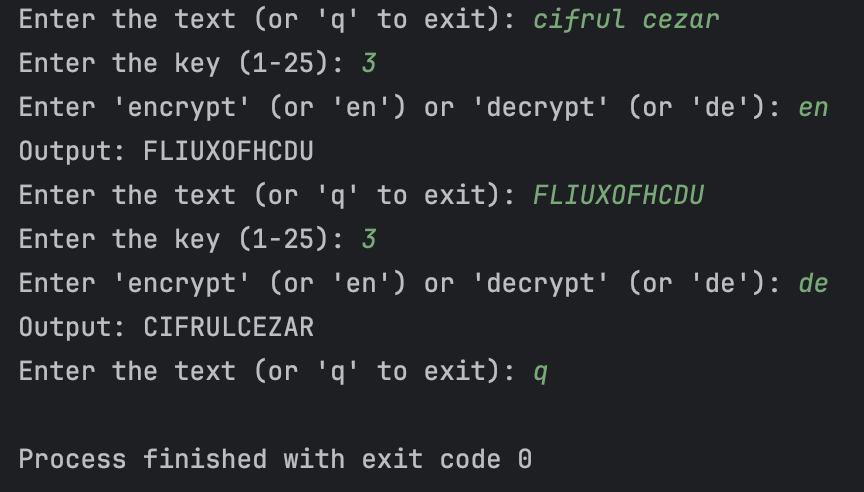 Enter the text (or 'q' to exit): cifrul cezar
Enter the key (1-25): 3
Enter 'encrypt' (or 'en') or 'decrypt' (or 'de'): en
Output: FLIUXOFHCDU
Enter the text (or 'q' to exit): FLIUXOFHCDU
Enter the key (1-25): 3
Enter 'encrypt' (or 'en') or 'decrypt' (or 'de'): de
Output: CIFRULCEZAR
Enter the text (or 'q' to exit): q
Process finished with exit code 0